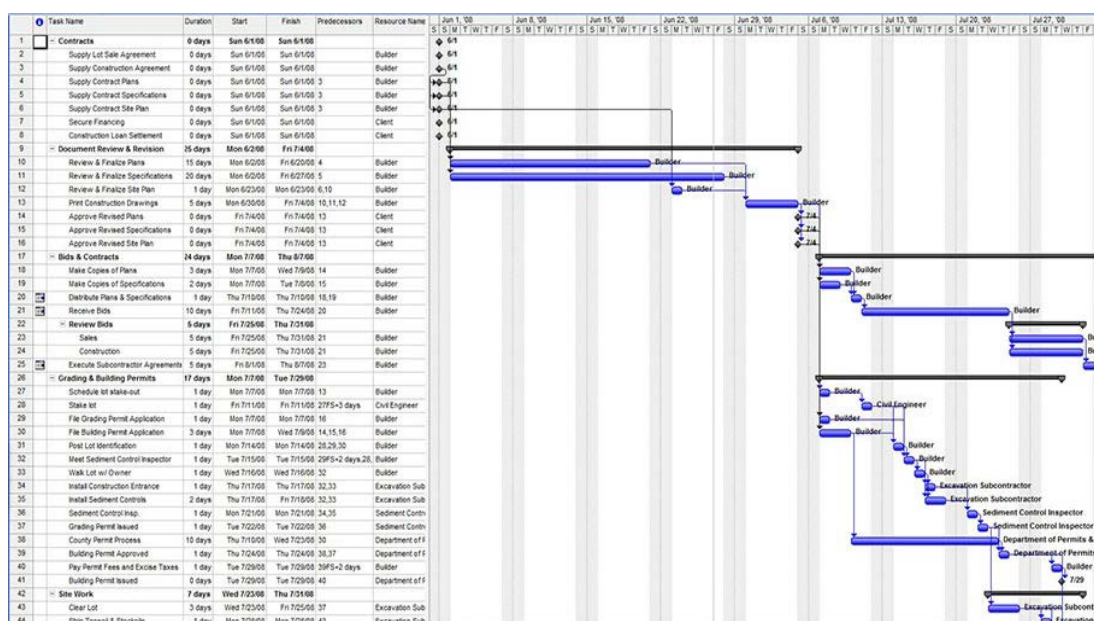 Task Name Duration Start Finish Predecessors Resource Name Jun 1, '08 Jun 8, '08 Jun 15, '08 Jun 22, '08 Jun 29, '08 Jul 6, '08 Jul 13, '08 Jul 20, '08 Jul 27, '08
1 Contracts 0 days Sun 6/1/08 Sun 6/1/08 6/1
2 Supply Lot Sale Agreement 0 days Sun 6/1/08 Sun 6/1/08 Builder 6/1
3 Supply Construction Agreement 0 days Sun 6/1/08 Sun 6/1/08 Builder 6/1
4 Supply Contract Plans 0 days Sun 6/1/08 Sun 6/1/08 3 Builder 6/1
5 Supply Contract Specifications 0 days Sun 6/1/08 Sun 6/1/08 3 Builder 6/1
6 Supply Contract Site Plan 0 days Sun 6/1/08 Sun 6/1/08 3 Builder 6/1
7 Secure Financing 0 days Sun 6/1/08 Sun 6/1/08 Client 6/1
8 Construction Loan Settlement 0 days Sun 6/1/08 Sun 6/1/08 Client 6/1
9 Document Review & Revision 25 days Mon 6/2/08 Fri 7/4/08
10 Review & Finalize Plans 15 days Mon 6/2/08 Fri 6/20/08 4 Builder Builder
11 Review & Finalize Specifications 20 days Mon 6/2/08 Fri 6/27/08 5 Builder Builder
12 Review & Finalize Site Plan 1 day Mon 6/23/08 Mon 6/23/08 6,10 Builder Builder
13 Print Construction Drawings 5 days Mon 6/30/08 Fri 7/4/08 10,11,12 Builder Builder
14 Approve Revised Plans 0 days Fri 7/4/08 Fri 7/4/08 13 Client 7/4
15 Approve Revised Specifications 0 days Fri 7/4/08 Fri 7/4/08 13 Client 7/4
16 Approve Revised Site Plan 0 days Fri 7/4/08 Fri 7/4/08 13 Client 7/4
17 Bids & Contracts 24 days Mon 7/7/08 Thu 8/7/08
18 Make Copies of Plans 3 days Mon 7/7/08 Wed 7/9/08 14 Builder Builder
19 Make Copies of Specifications 2 days Mon 7/7/08 Tue 7/8/08 15 Builder Builder
20 Distribute Plans & Specifications 1 day Thu 7/10/08 Thu 7/10/08 18,19 Builder Builder
21 Receive Bids 10 days Fri 7/11/08 Thu 7/24/08 20 Builder Builder
22 Review Bids 5 days Fri 7/25/08 Thu 7/31/08
23 Sales 5 days Fri 7/25/08 Thu 7/31/08 21 Builder
24 Construction 5 days Fri 7/25/08 Thu 7/31/08 21 Builder
25 Execute Subcontractor Agreements 5 days Fri 8/1/08 Thu 8/7/08 23 Builder
26 Grading & Building Permits 17 days Mon 7/7/08 Tue 7/29/08
27 Schedule lot stake-out 1 day Mon 7/7/08 Mon 7/7/08 13 Builder Builder
28 Stake lot 1 day Fri 7/11/08 Fri 7/11/08 27FS+3 days Civil Engineer Civil Engineer
29 File Grading Permit Application 1 day Mon 7/7/08 Mon 7/7/08 16 Builder Builder
30 File Building Permit Application 3 days Mon 7/7/08 Wed 7/9/08 14,15,16 Builder Builder
31 Post Lot Identification 1 day Mon 7/14/08 Mon 7/14/08 28,29,30 Builder Builder
32 Meet Sediment Control Inspector 1 day Tue 7/15/08 Tue 7/15/08 29FS+2 days,28, Builder Builder
33 Walk Lot w/ Owner 1 day Wed 7/16/08 Wed 7/16/08 32 Builder Builder
34 Install Construction Entrance 1 day Thu 7/17/08 Thu 7/17/08 32,33 Excavation Sub Excavation Subcontractor
35 Install Sediment Controls 2 days Thu 7/17/08 Fri 7/18/08 32,33 Excavation Sub Excavation Subcontractor
36 Sediment Control Insp. 1 day Mon 7/21/08 Mon 7/21/08 34,35 Sediment Contr Sediment Control Inspector
37 Grading Permit Issued 1 day Tue 7/22/08 Tue 7/22/08 36 Sediment Contr Sediment Control Inspector
38 County Permit Process 10 days Thu 7/10/08 Wed 7/23/08 30 Department of P Department of Permits &
39 Building Permit Approved 1 day Thu 7/24/08 Thu 7/24/08 38,37 Department of P Department of Permits
40 Pay Permit Fees and Excise Taxes 1 day Tue 7/29/08 Tue 7/29/08 39FS+2 days Builder Builder
41 Building Permit Issued 0 days Tue 7/29/08 Tue 7/29/08 40 Department of P 7/29
42 Site Work 7 days Wed 7/23/08 Thu 7/31/08
43 Clear Lot 3 days Wed 7/23/08 Fri 7/25/08 37 Excavation Sub Excavation Subcont